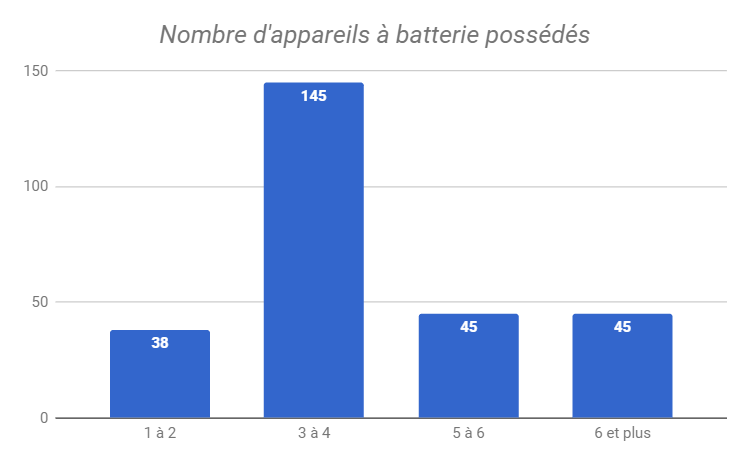 Nombre d'appareils à batterie possédés
150
100
50
0
38
145
45
45
1 à 2
3 à 4
5 à 6
6 et plus